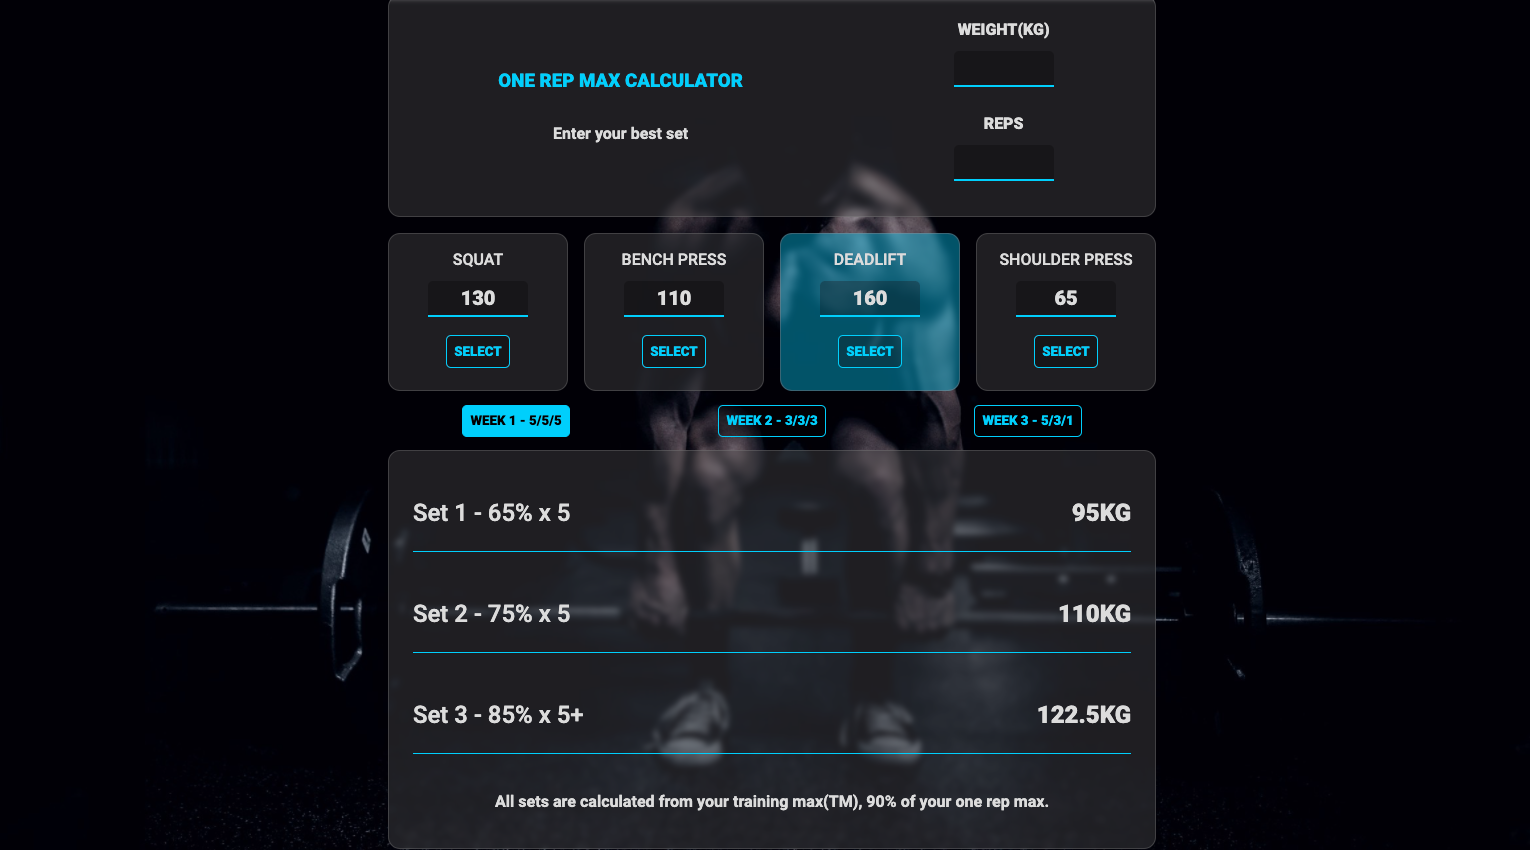 WEIGHT(KG)
ONE REP MAX CALCULATOR
REPS
Enter your best set
SQUAT
130
SELECT
BENCH PRESS
110
SELECT
DEADLIFT
160
SELECT
SHOULDER PRESS
65
SELECT
WEEK 1 - 5/5/5
WEEK 2 - 3/3/3
WEEK 3 - 5/3/1
Set 1 - 65% x 5 95KG
Set 2 - 75% x 5 110KG
Set 3 - 85% x 5+ 122.5KG
All sets are calculated from your training max(TM), 90% of your one rep max.